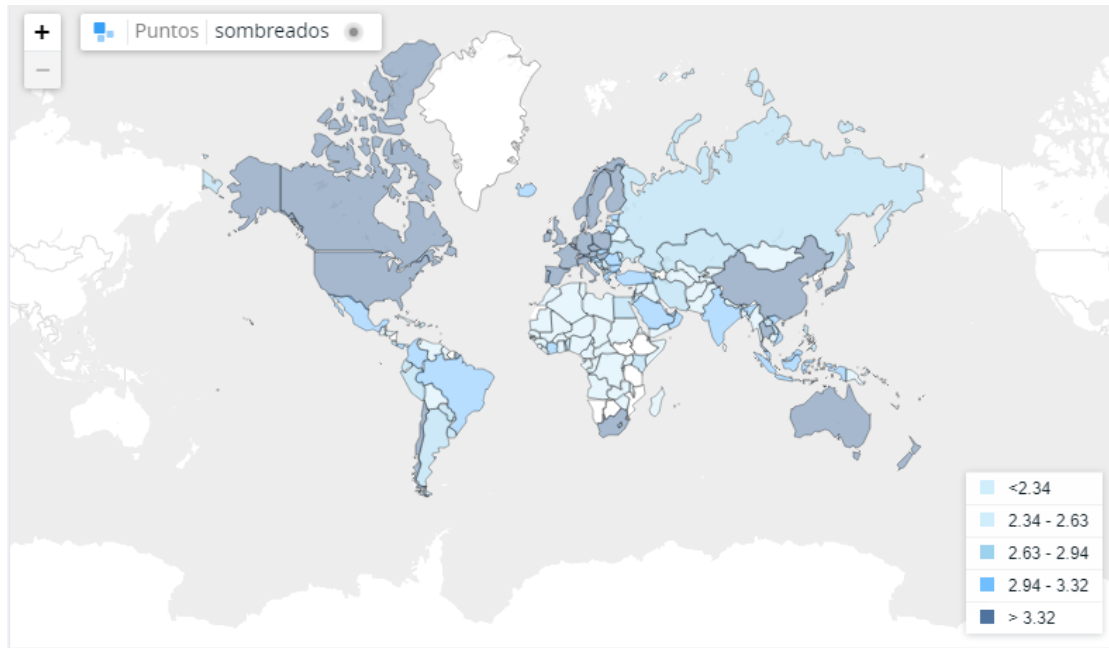 +
Puntos sombreados
−
<2.34
2.34 - 2.63
2.63 - 2.94
2.94 - 3.32
> 3.32